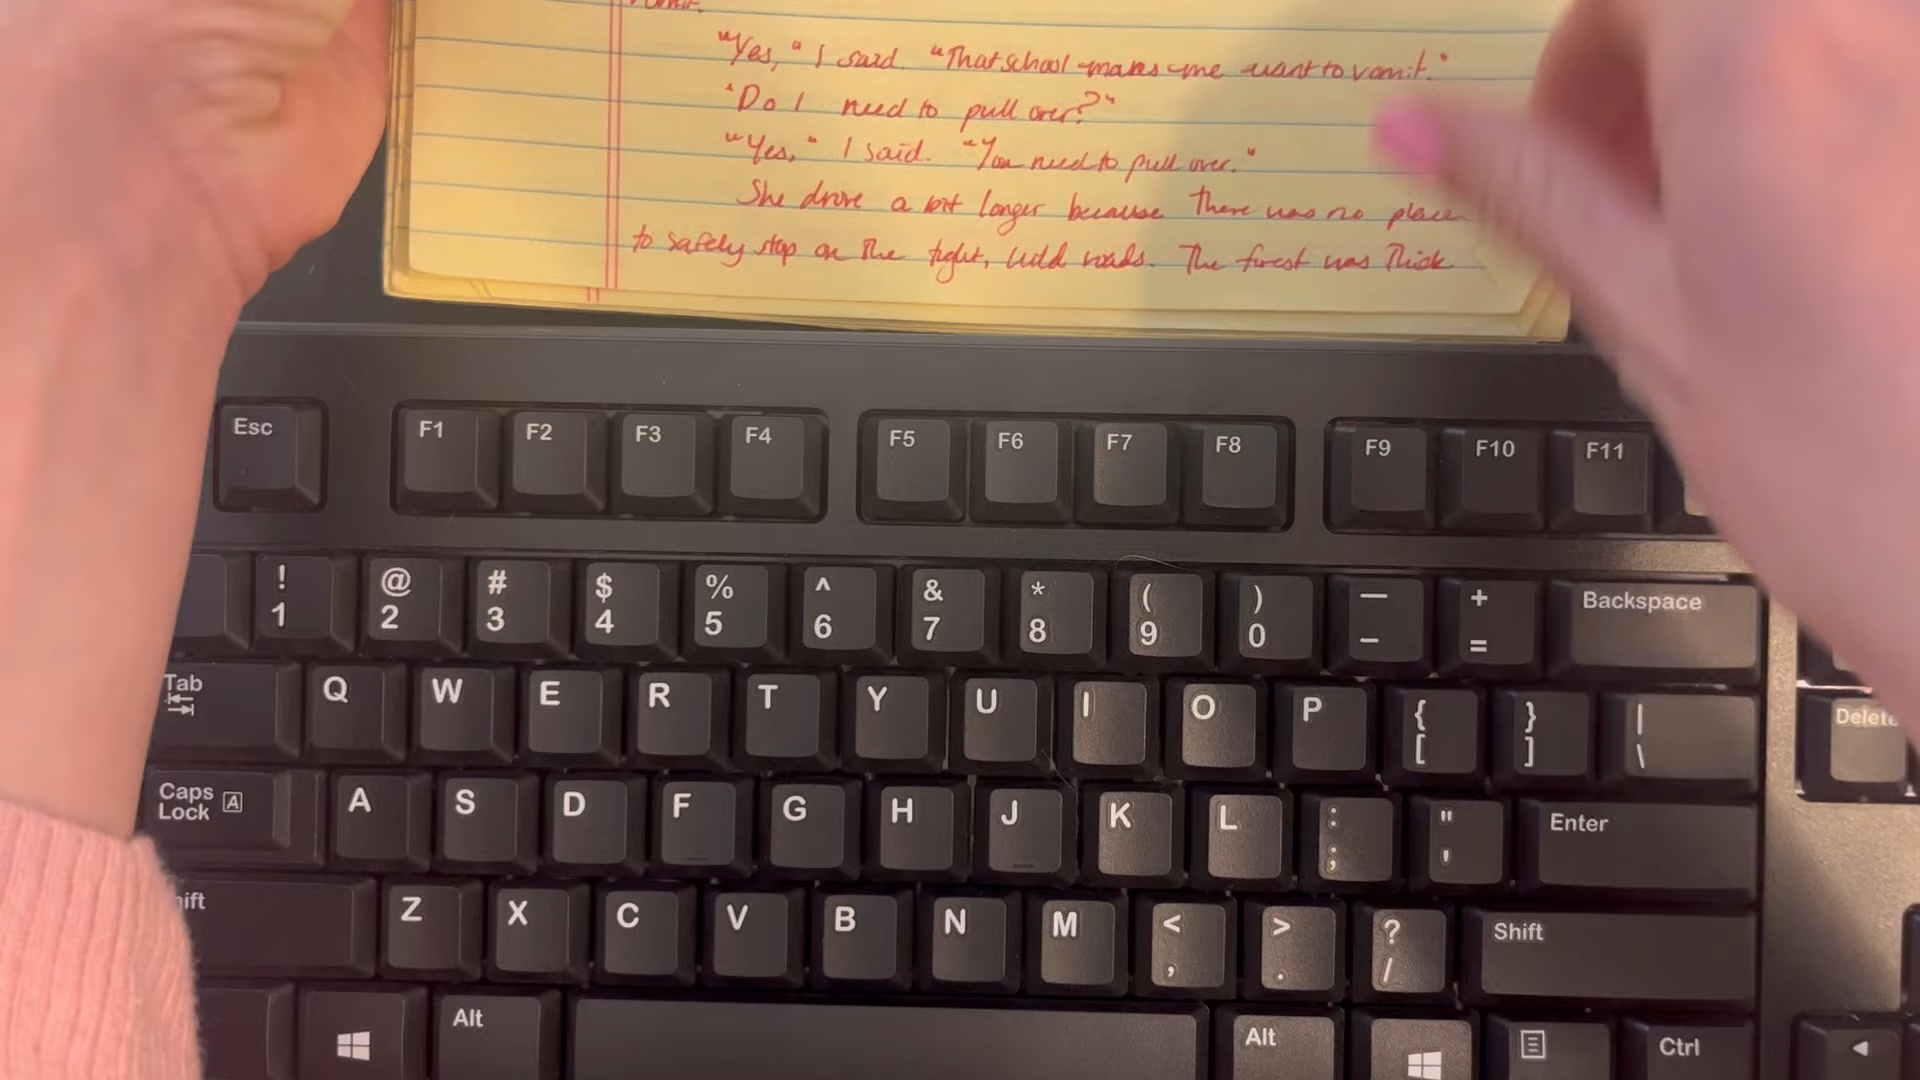 vomit.
"Yes," I said. "That school makes me want to vomit."
"Do I need to pull over?"
"Yes," I said. "You need to pull over."
She drove a bit longer because there was no place
to safely stop on the tight, wild roads. The forest was thick
Esc F1 F2 F3 F4 F5 F6 F7 F8 F9 F10 F11
! @ # $ % ^ & * ( ) — +
1 2 3 4 5 6 7 8 9 0 - = Backspace
Tab Q W E R T Y U I O P { [ } ] | \ Delete
Caps Lock A A S D F G H J K L : ; " ' Enter
hift Z X C V B N M < , > . ? / Shift
Alt Alt Ctrl